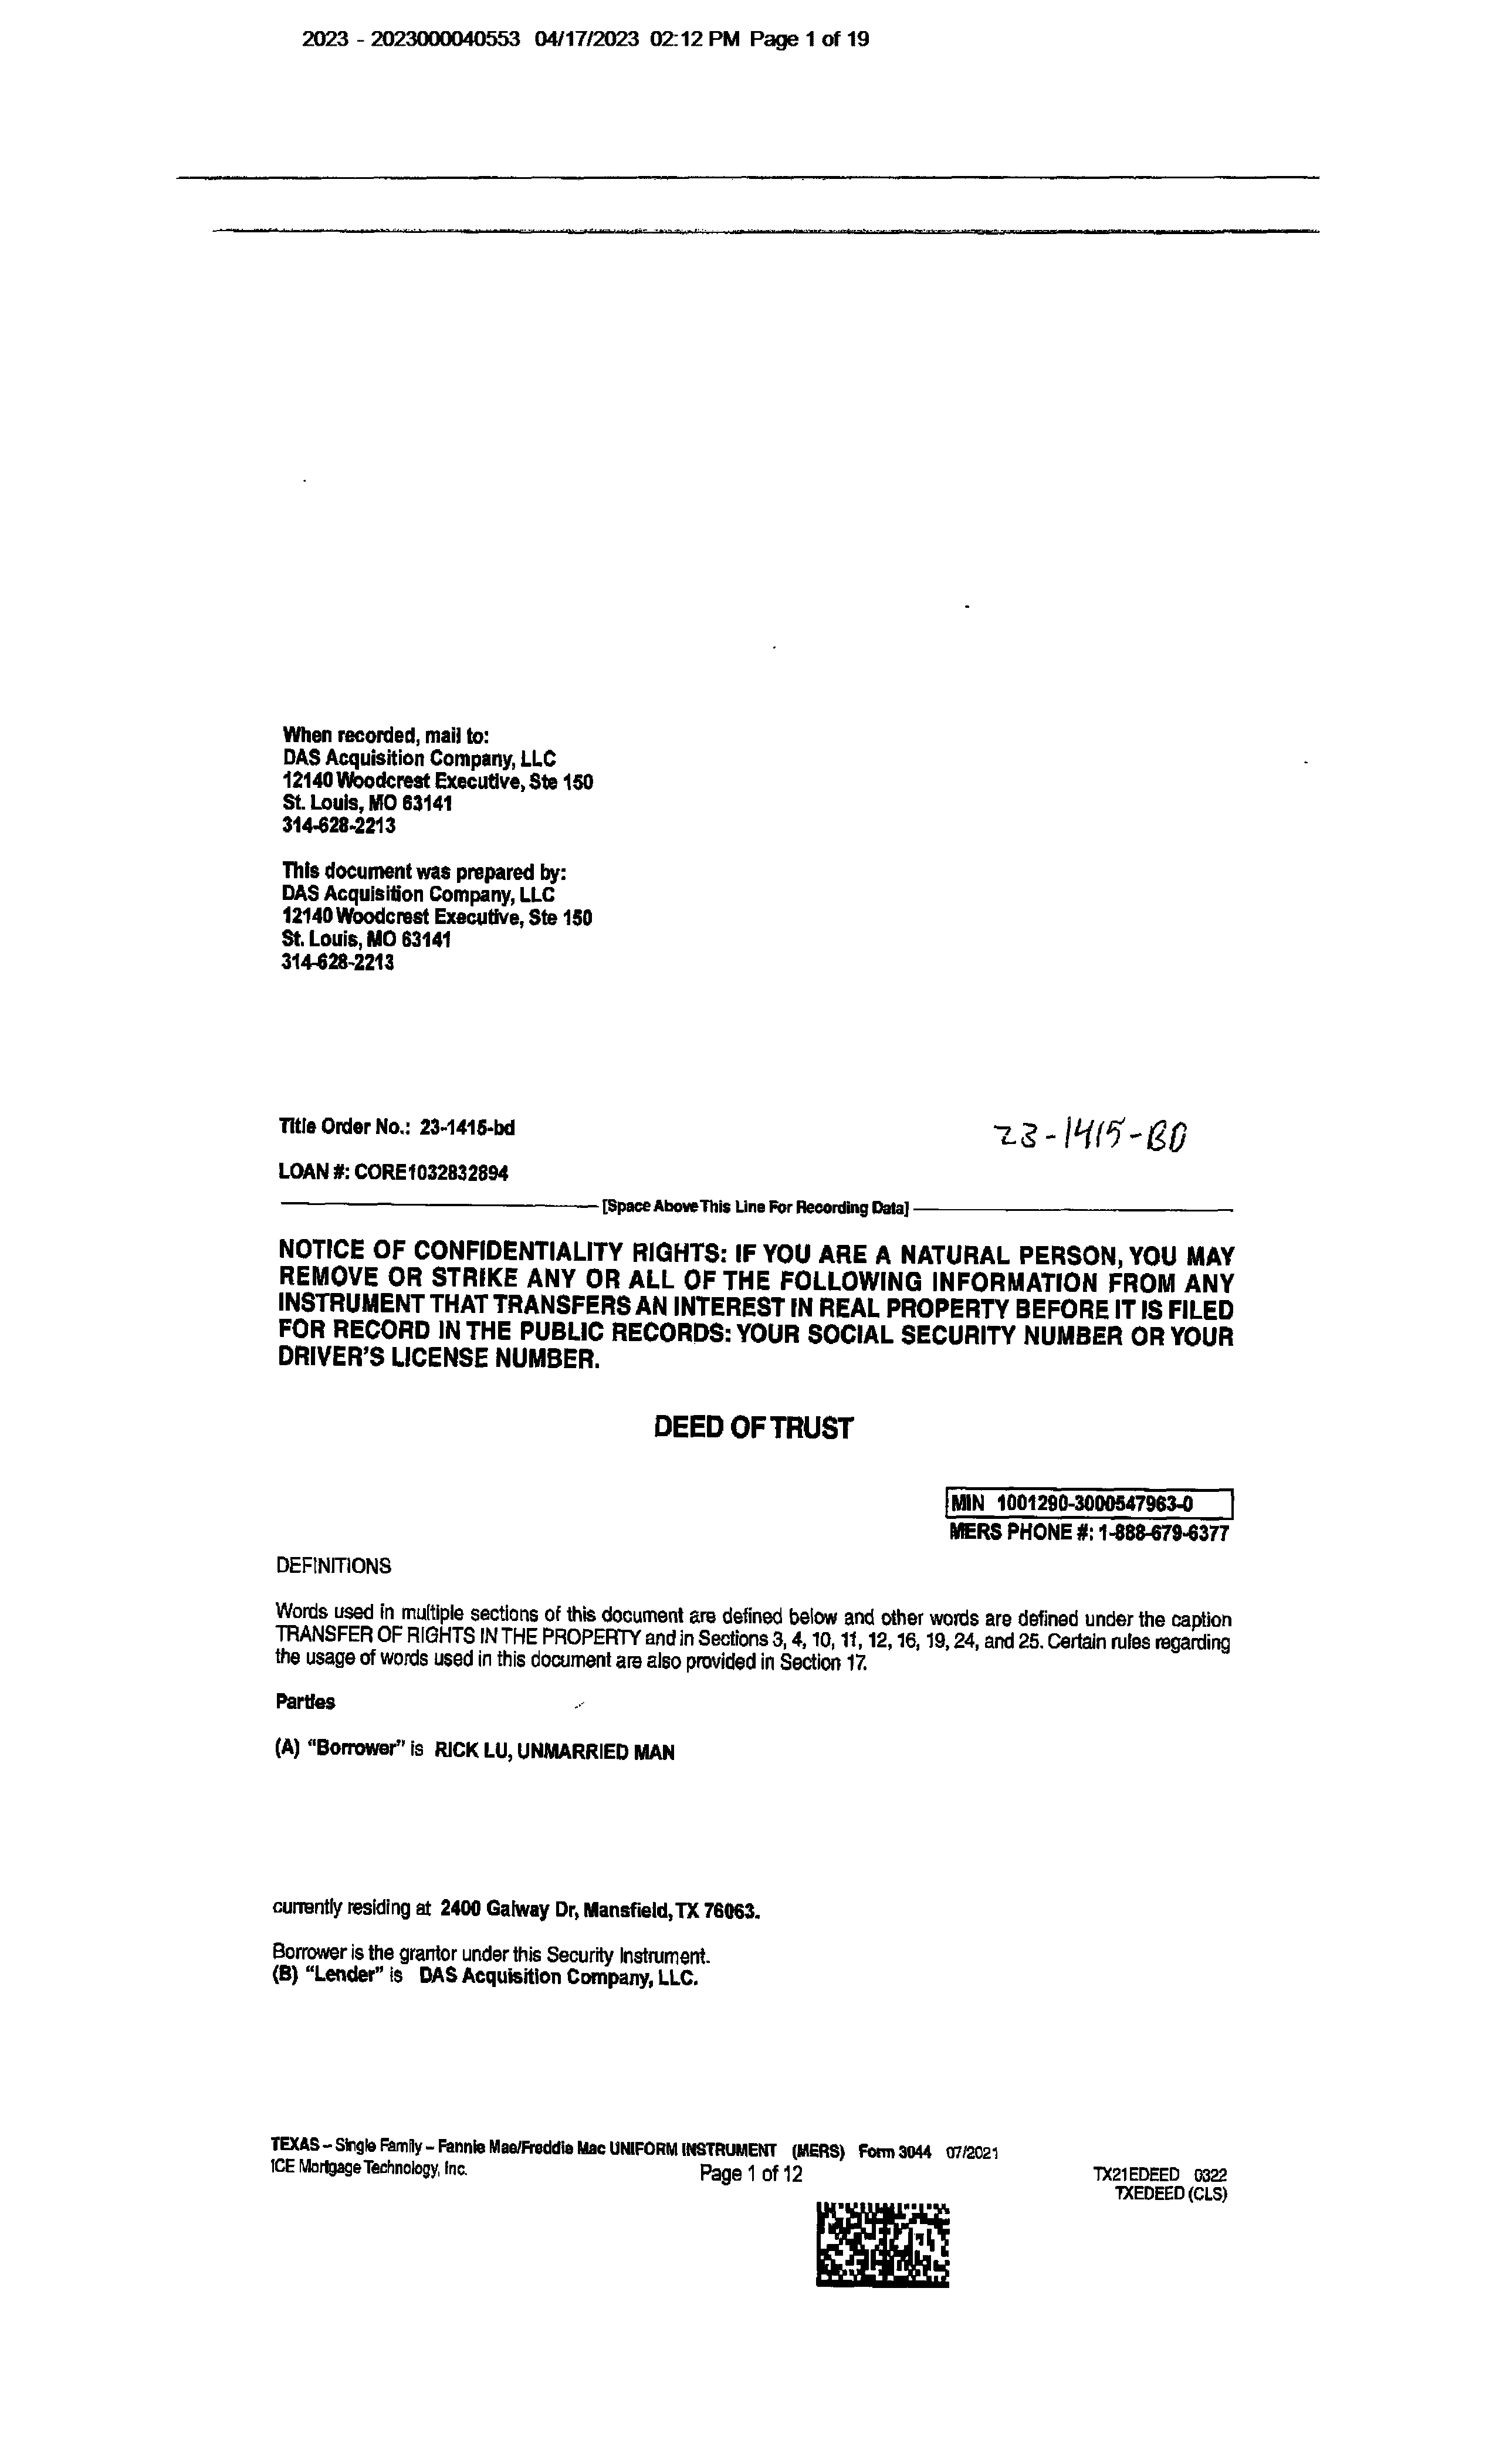 2023 - 2023000040553 04/17/2023 02:12 PM Page 1 of 19
When recorded, mail to:
DAS Acquisition Company, LLC
12140 Woodcrest Executive, Ste 150
St. Louis, MO 63141
314-628-2213
This document was prepared by:
DAS Acquisition Company, LLC
12140 Woodcrest Executive, Ste 150
St. Louis, MO 63141
314-628-2213
Title Order No.: 23-1415-bd
23-1415-BD
LOAN #: CORE1032832894
[Space Above This Line For Recording Data]
NOTICE OF CONFIDENTIALITY RIGHTS: IF YOU ARE A NATURAL PERSON, YOU MAY
REMOVE OR STRIKE ANY OR ALL OF THE FOLLOWING INFORMATION FROM ANY
INSTRUMENT THAT TRANSFERS AN INTEREST IN REAL PROPERTY BEFORE IT IS FILED
FOR RECORD IN THE PUBLIC RECORDS: YOUR SOCIAL SECURITY NUMBER OR YOUR
DRIVER'S LICENSE NUMBER.
DEED OF TRUST
MIN 1001290-3000547963-0
MERS PHONE #: 1-888-679-6377
DEFINITIONS
Words used in multiple sections of this document are defined below and other words are defined under the caption
TRANSFER OF RIGHTS IN THE PROPERTY and in Sections 3, 4, 10, 11, 12, 16, 19, 24, and 25. Certain rules regarding
the usage of words used in this document are also provided in Section 17.
Parties
(A) "Borrower" is RICK LU, UNMARRIED MAN
currently residing at 2400 Galway Dr, Mansfield, TX 76063.
Borrower is the grantor under this Security Instrument.
(B) "Lender" is DAS Acquisition Company, LLC.
TEXAS – Single Family – Fannie Mae/Freddie Mac UNIFORM INSTRUMENT (MERS) Form 3044 07/2021
ICE Mortgage Technology, Inc.
Page 1 of 12
TX21EDEED 0322
TXEDEED (CLS)